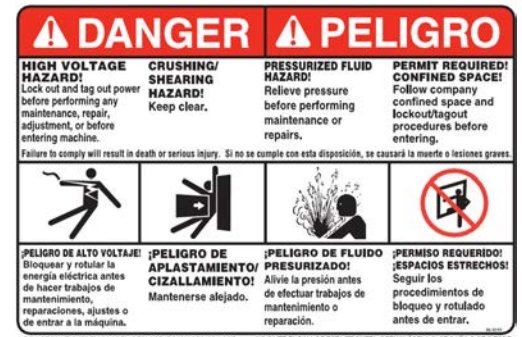 DANGER
PELIGRO
HIGH VOLTAGE
HAZARD!
Lock out and tag out power
before performing any
maintenance, repair,
adjustment, or before
entering machine.
CRUSHING/
SHEARING
HAZARD!
Keep clear.
PRESSURIZED FLUID
HAZARD!
Relieve pressure
before performing
maintenance or
repairs.
PERMIT REQUIRED!
CONFINED SPACE!
Follow company
confined space and
lockout/tagout
procedures before
entering.
Failure to comply will result in death or serious injury. Si no se cumple con esta disposición, se causará la muerte o lesiones graves.
¡PELIGRO DE ALTO VOLTAJE!
Bloquear y rotular la
energía eléctrica antes
de hacer trabajos de
mantenimiento,
reparaciones, ajustes o
de entrar a la máquina.
¡PELIGRO DE
APLASTAMIENTO/
CIZALLAMIENTO!
Mantenerse alejado.
¡PELIGRO DE FLUÍDO
PRESURIZADO!
Alivie la presión antes
de efectuar trabajos de
mantenimiento o
reparación.
¡PERMISO REQUERIDO!
¡ESPACIOS ESTRECHOS!
Seguir los
procedimientos de
bloqueo y rotulado
antes de entrar.